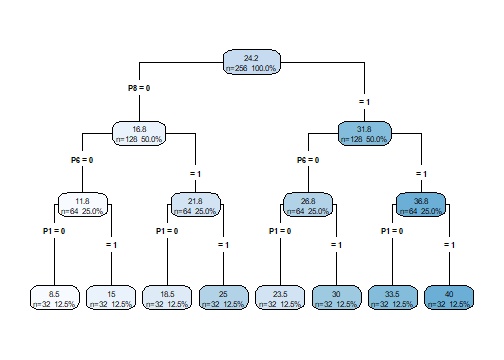 24.2
n=256 100.0%
P8 = 0
= 1
16.8
n=128 50.0%
31.8
n=128 50.0%
P6 = 0
= 1
P6 = 0
= 1
11.8
n=64 25.0%
21.8
n=64 25.0%
26.8
n=64 25.0%
36.8
n=64 25.0%
P1 = 0
= 1
P1 = 0
= 1
P1 = 0
= 1
P1 = 0
= 1
8.5
n=32 12.5%
15
n=32 12.5%
18.5
n=32 12.5%
25
n=32 12.5%
23.5
n=32 12.5%
30
n=32 12.5%
33.5
n=32 12.5%
40
n=32 12.5%